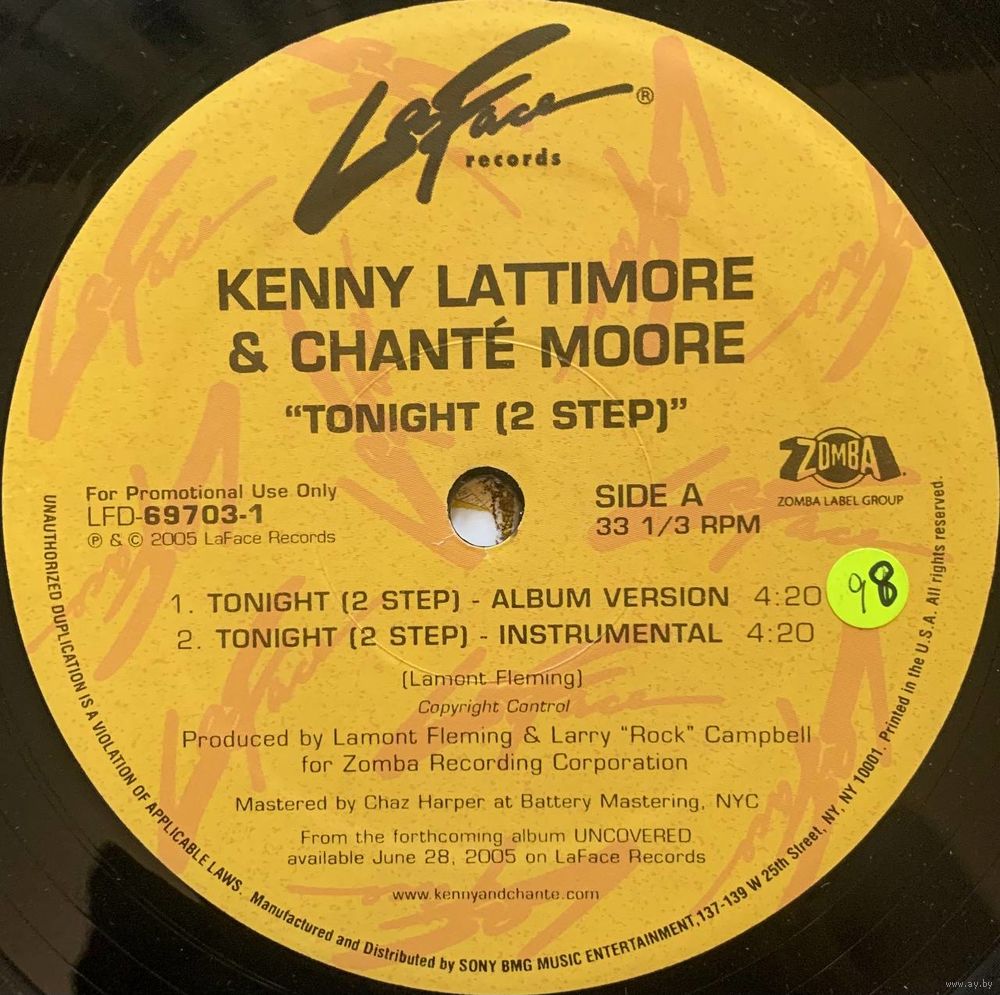 LaFace ®
records
KENNY LATTIMORE
& CHANTÉ MOORE
“TONIGHT (2 STEP)”
ZOMBA
ZOMBA LABEL GROUP
For Promotional Use Only
LFD-69703-1
℗ & © 2005 LaFace Records
SIDE A
33 1/3 RPM
98
1. TONIGHT (2 STEP) - ALBUM VERSION 4:20
2. TONIGHT (2 STEP) - INSTRUMENTAL 4:20
(Lamont Fleming)
Copyright Control
Produced by Lamont Fleming & Larry “Rock” Campbell
for Zomba Recording Corporation
Mastered by Chaz Harper at Battery Mastering, NYC
From the forthcoming album UNCOVERED
available June 28, 2005 on LaFace Records
www.kennyandchante.com
UNAUTHORIZED DUPLICATION IS A VIOLATION OF APPLICABLE LAWS. Manufactured and Distributed by SONY BMG MUSIC ENTERTAINMENT, 137-139 W 25th Street, NY, NY 10001. Printed in the U.S.A. All rights reserved.
www.ay.by